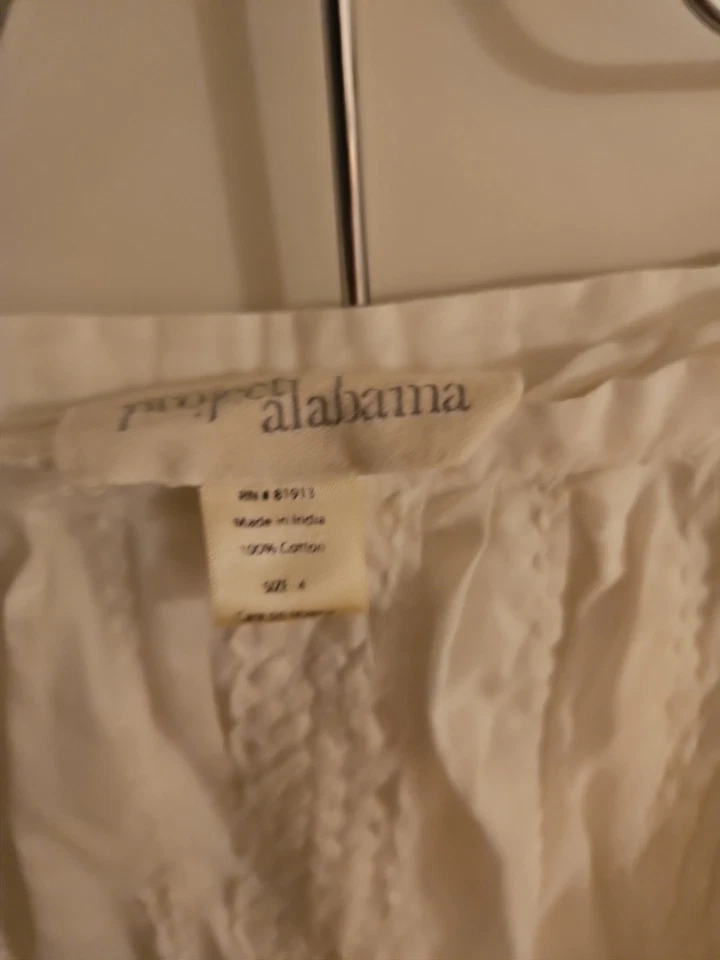 project alabama
RN # 81913
Made in India
100% Cotton
SIZE 4